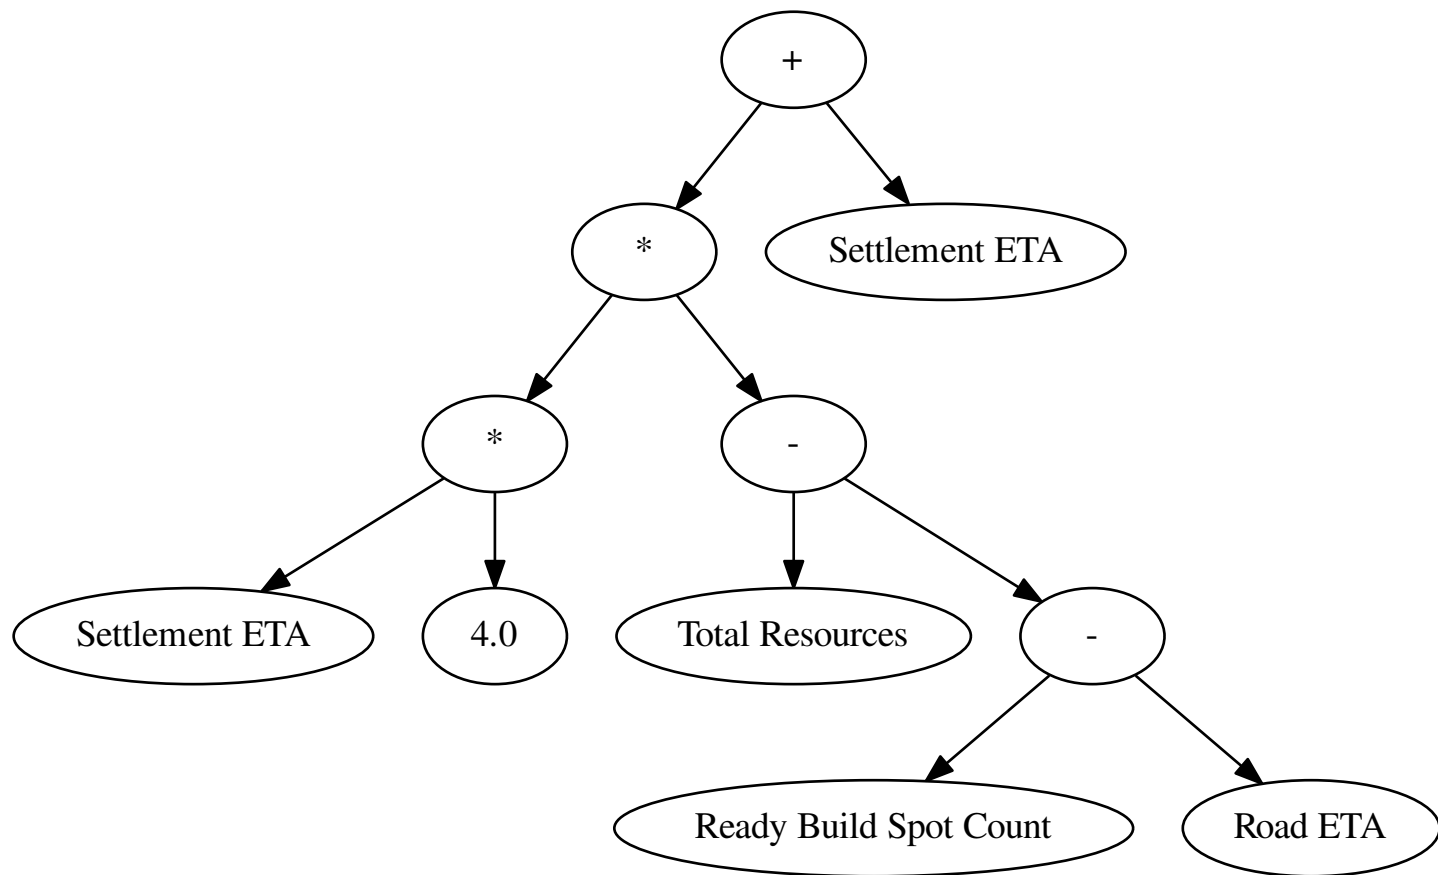 +
*
Settlement ETA
*
-
Settlement ETA
4.0
Total Resources
-
Ready Build Spot Count
Road ETA